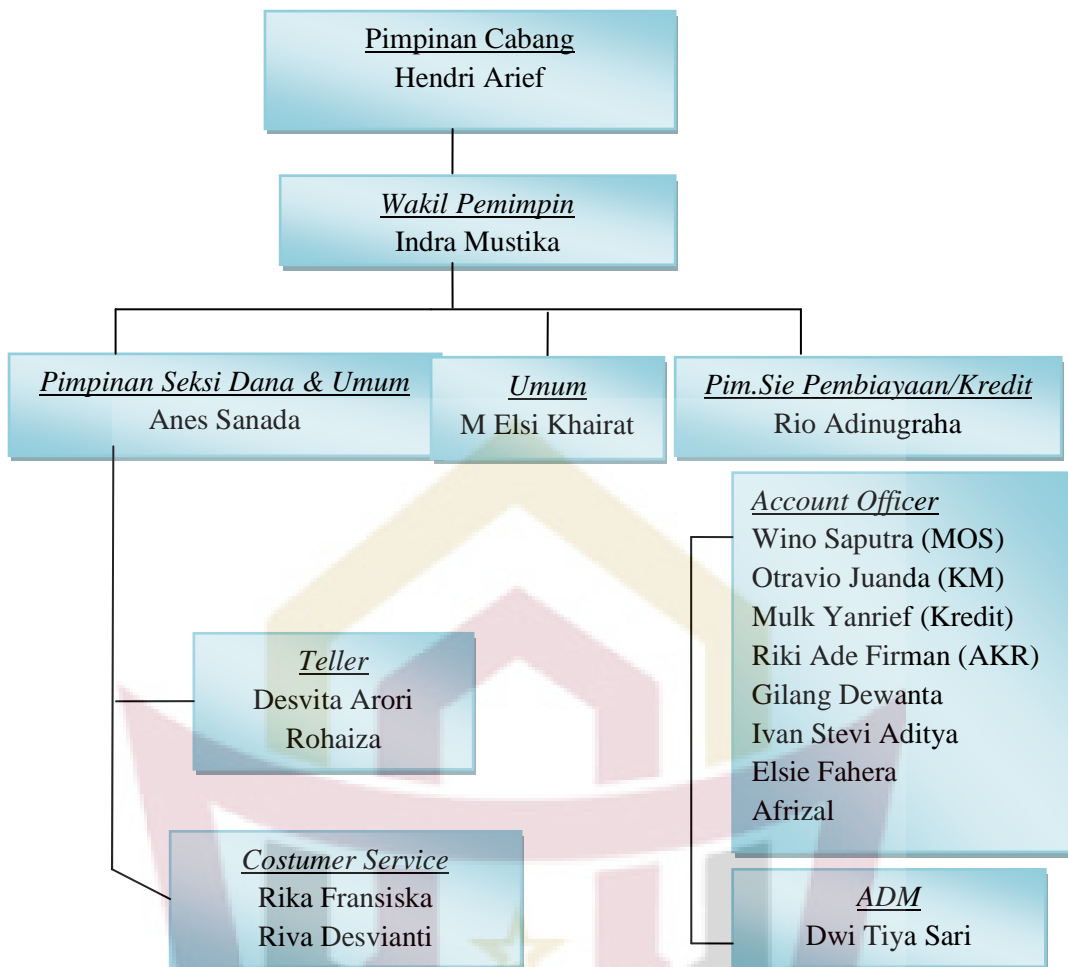 Pimpinan Cabang
Hendri Arief
Wakil Pemimpin
Indra Mustika
Pimpinan Seksi Dana & Umum
Anes Sanada
Umum
M Elsi Khairat
Pim.Sie Pembiayaan/Kredit
Rio Adinugraha
Account Officer
Wino Saputra (MOS)
Otravio Juanda (KM)
Mulk Yanrief (Kredit)
Riki Ade Firman (AKR)
Gilang Dewanta
Ivan Stevi Aditya
Elsie Fahera
Afrizal
Teller
Desvita Arori
Rohaiza
Costumer Service
Rika Fransiska
Riva Desvianti
ADM
Dwi Tiya Sari